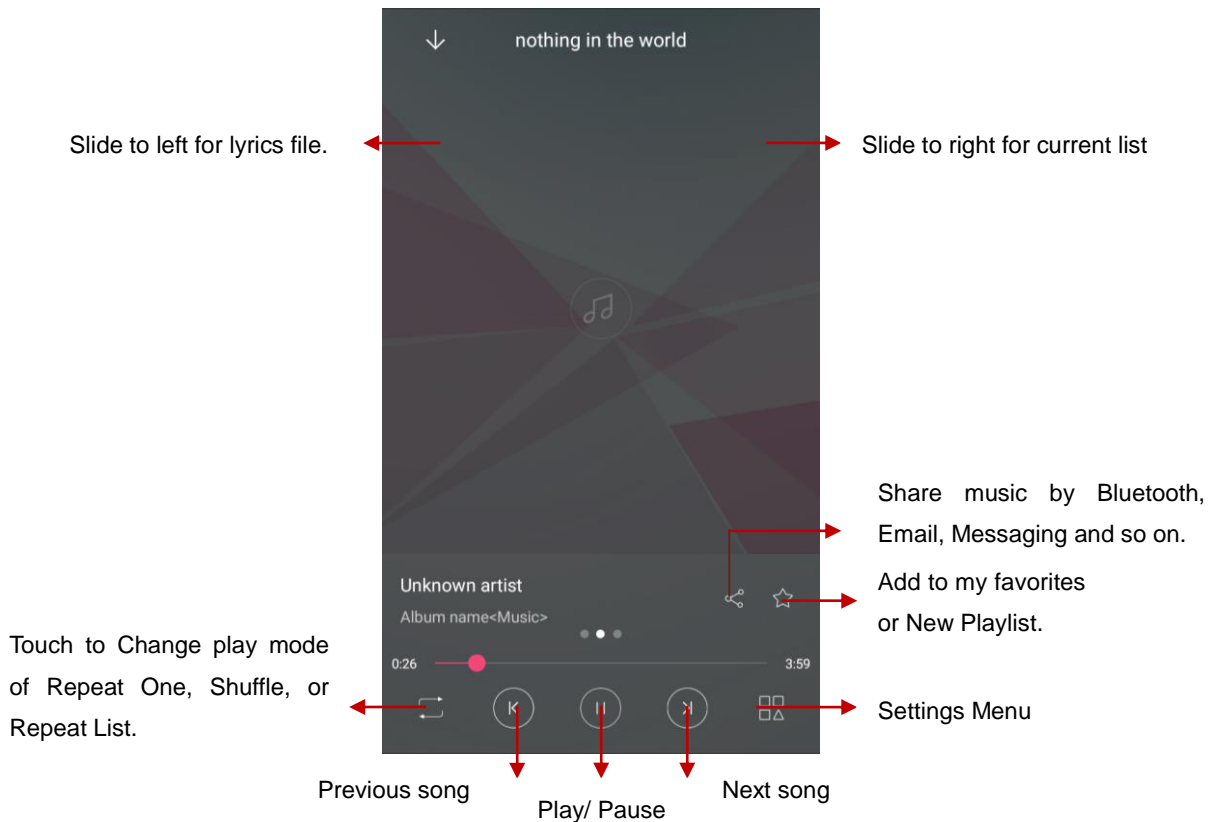 nothing in the world
Slide to left for lyrics file.
Slide to right for current list
Share music by Bluetooth,
Email, Messaging and so on.
Unknown artist
Album name<Music>
Add to my favorites
or New Playlist.
Touch to Change play mode
of Repeat One, Shuffle, or
Repeat List.
0:26
3:59
Settings Menu
Previous song
Play/ Pause
Next song